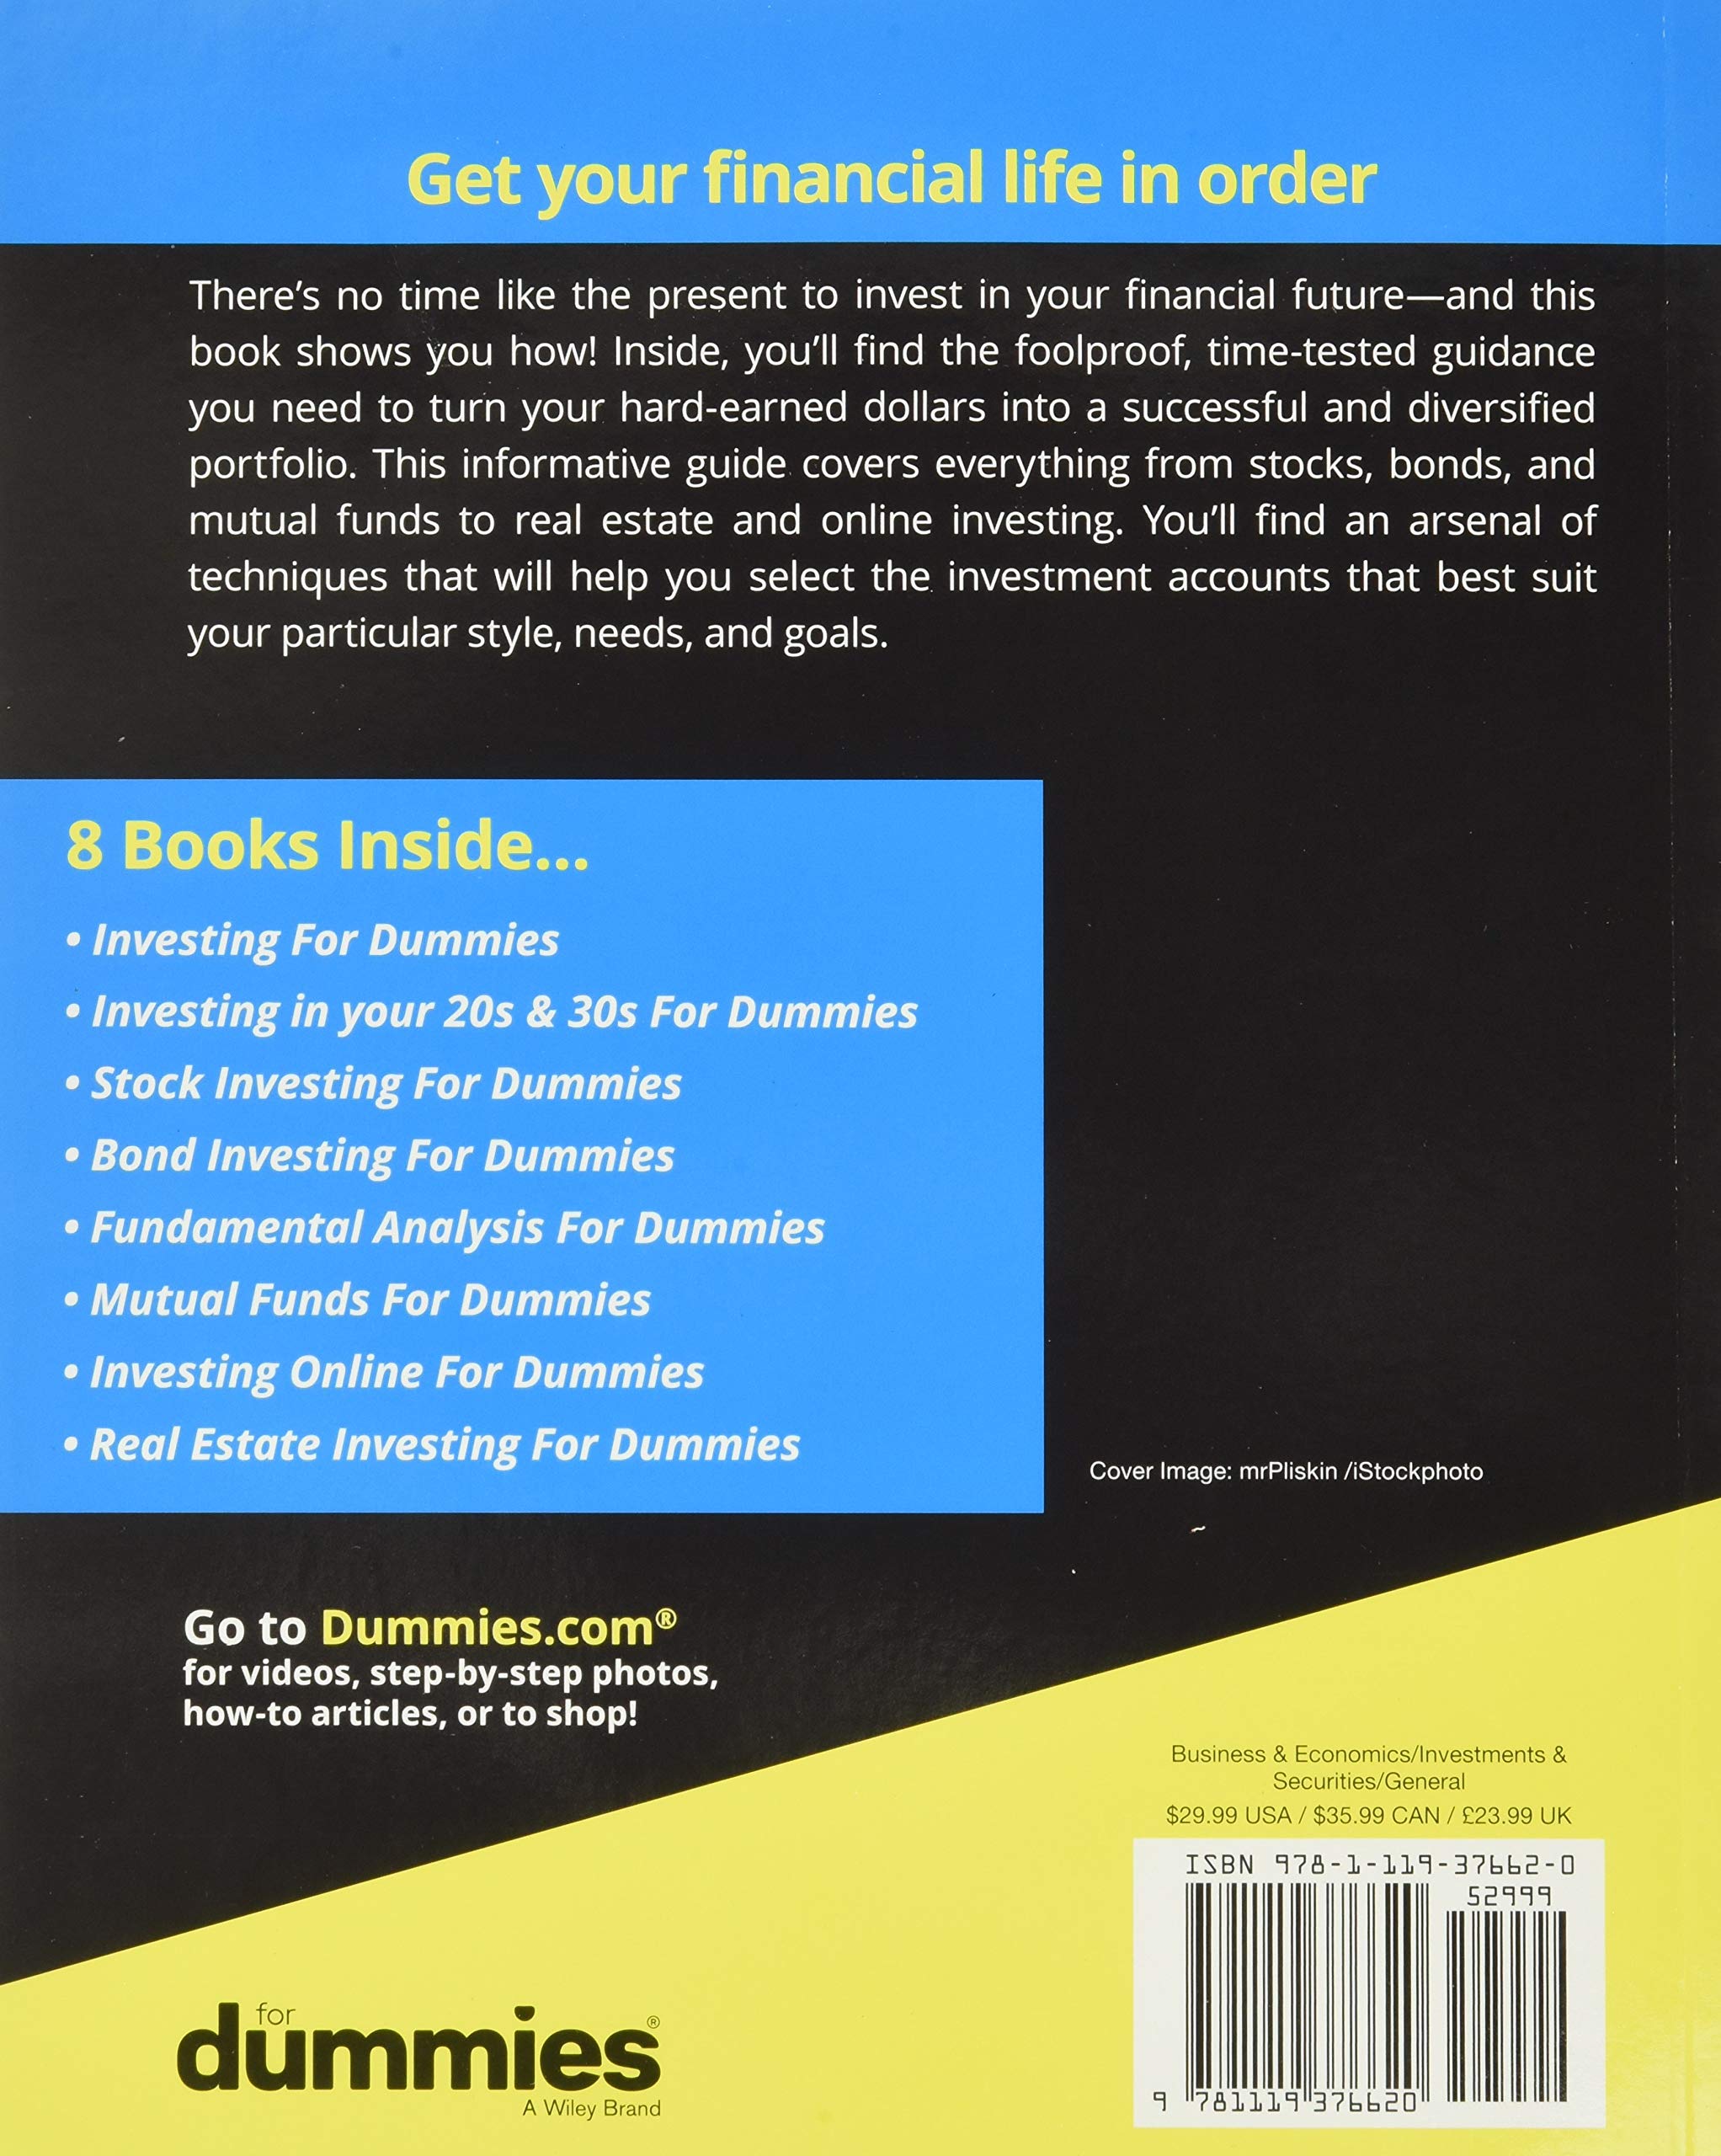 Get your financial life in order
There’s no time like the present to invest in your financial future—and this
book shows you how! Inside, you’ll find the foolproof, time-tested guidance
you need to turn your hard-earned dollars into a successful and diversified
portfolio. This informative guide covers everything from stocks, bonds, and
mutual funds to real estate and online investing. You’ll find an arsenal of
techniques that will help you select the investment accounts that best suit
your particular style, needs, and goals.
8 Books Inside...
• Investing For Dummies
• Investing in your 20s & 30s For Dummies
• Stock Investing For Dummies
• Bond Investing For Dummies
• Fundamental Analysis For Dummies
• Mutual Funds For Dummies
• Investing Online For Dummies
• Real Estate Investing For Dummies
Cover Image: mrPliskin /iStockphoto
Go to Dummies.com®
for videos, step-by-step photos,
how-to articles, or to shop!
Business & Economics/Investments &
Securities/General
$29.99 USA / $35.99 CAN / £23.99 UK
ISBN 978-1-119-37662-0
52999
9 781119 376620
for
dummies®
A Wiley Brand